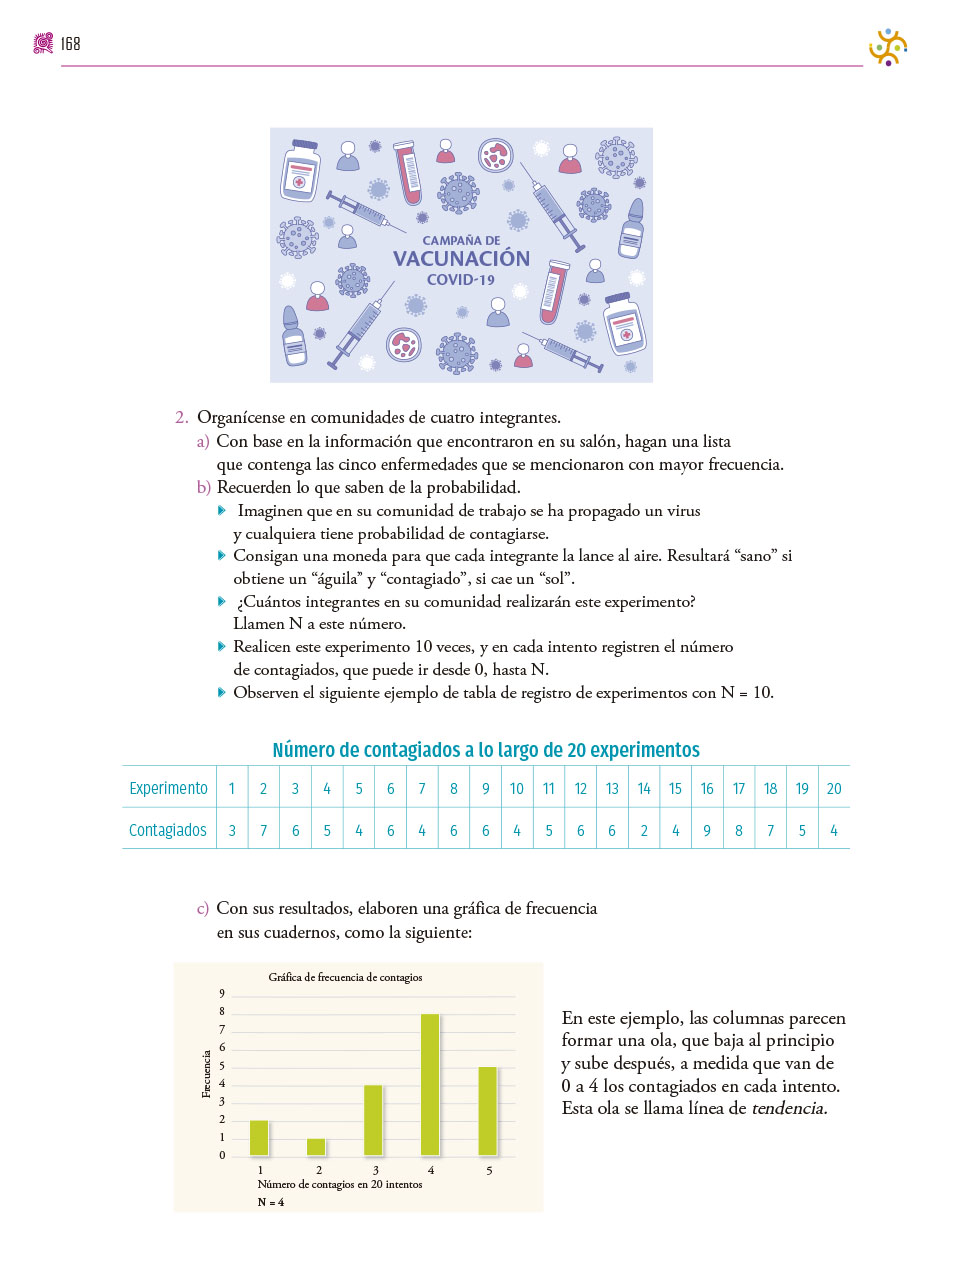 168
CAMPAÑA DE
VACUNACIÓN
COVID-19
2. Organícense en comunidades de cuatro integrantes.
a) Con base en la información que encontraron en su salón, hagan una lista
que contenga las cinco enfermedades que se mencionaron con mayor frecuencia.
b) Recuerden lo que saben de la probabilidad.
Imaginen que en su comunidad de trabajo se ha propagado un virus
y cualquiera tiene probabilidad de contagiarse.
Consigan una moneda para que cada integrante la lance al aire. Resultará “sano” si
obtiene un “águila” y “contagiado”, si cae un “sol”.
¿Cuántos integrantes en su comunidad realizarán este experimento?
Llamen N a este número.
Realicen este experimento 10 veces, y en cada intento registren el número
de contagiados, que puede ir desde 0, hasta N.
Observen el siguiente ejemplo de tabla de registro de experimentos con N = 10.
Número de contagiados a lo largo de 20 experimentos
Experimento 1 2 3 4 5 6 7 8 9 10 11 12 13 14 15 16 17 18 19 20
Contagiados 3 7 6 5 4 6 4 6 6 4 5 6 6 2 4 9 8 7 5 4
c) Con sus resultados, elaboren una gráfica de frecuencia
en sus cuadernos, como la siguiente:
Gráfica de frecuencia de contagios
Frecuencia
9
8
7
6
5
4
3
2
1
0
1 2 3 4 5
Número de contagios en 20 intentos
N = 4
En este ejemplo, las columnas parecen
formar una ola, que baja al principio
y sube después, a medida que van de
0 a 4 los contagiados en cada intento.
Esta ola se llama línea de tendencia.